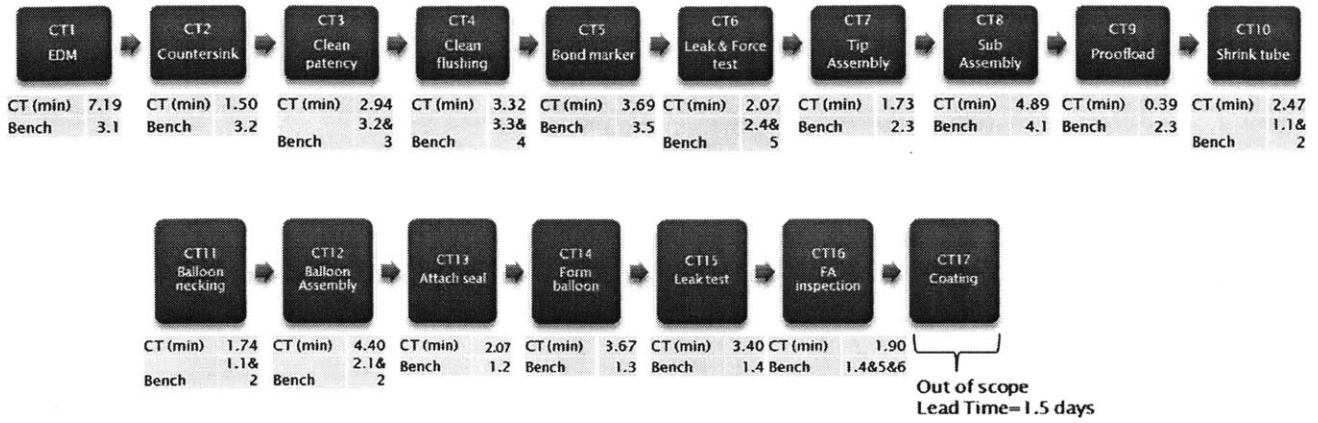 CT1
EDM
CT (min) 7.19
Bench 3.1
CT2
Countersink
CT (min) 1.50
Bench 3.2
CT3
Clean
patency
CT (min) 2.94
3.2&
Bench 3
CT4
Clean
flushing
CT (min) 3.32
3.3&
Bench 4
CT5
Bond marker
CT (min) 3.69
Bench 3.5
CT6
Leak & Force
test
CT (min) 2.07
2.4&
Bench 5
CT7
Tip
Assembly
CT (min) 1.73
Bench 2.3
CT8
Sub
Assembly
CT (min) 4.89
Bench 4.1
CT9
Proofload
CT (min) 0.39
Bench 2.3
CT10
Shrink tube
CT (min) 2.47
1.1&
Bench 2
CT11
Balloon
necking
CT (min) 1.74
1.1&
Bench 2
CT12
Balloon
Assembly
CT (min) 4.40
2.1&
Bench 2
CT13
Attach seal
CT (min) 2.07
Bench 1.2
CT14
Form
balloon
CT (min) 3.67
Bench 1.3
CT15
Leak test
CT (min) 3.40
Bench 1.4
CT16
FA
inspection
CT (min) 1.90
Bench 1.4&5&6
CT17
Coating
Out of scope
Lead Time=1.5 days